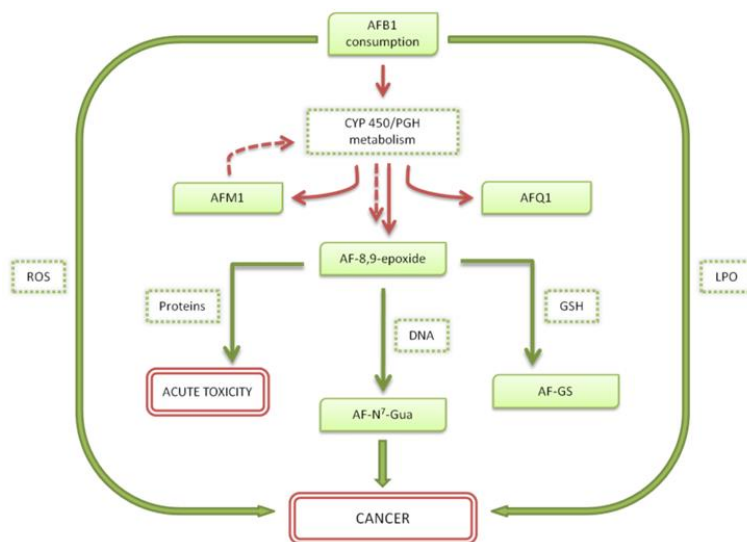 AFB1
consumption
CYP 450/PGH
metabolism
AFM1
AFQ1
AF-8,9-epoxide
ROS
LPO
Proteins
GSH
DNA
ACUTE TOXICITY
AF-GS
AF-N⁷-Gua
CANCER